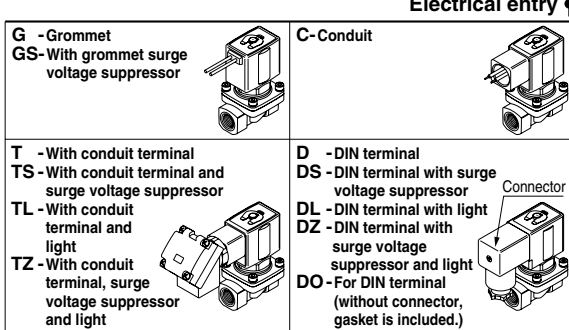 Electrical entry
G - Grommet
GS - With grommet surge
voltage suppressor
C - Conduit
T - With conduit terminal
TS - With conduit terminal and
surge voltage suppressor
TL - With conduit
terminal and
light
TZ - With conduit
terminal, surge
voltage suppressor
and light
D - DIN terminal
DS - DIN terminal with surge
voltage suppressor
DL - DIN terminal with light
DZ - DIN terminal with
surge voltage
suppressor and light
DO - For DIN terminal
(without connector,
gasket is included.)
Connector